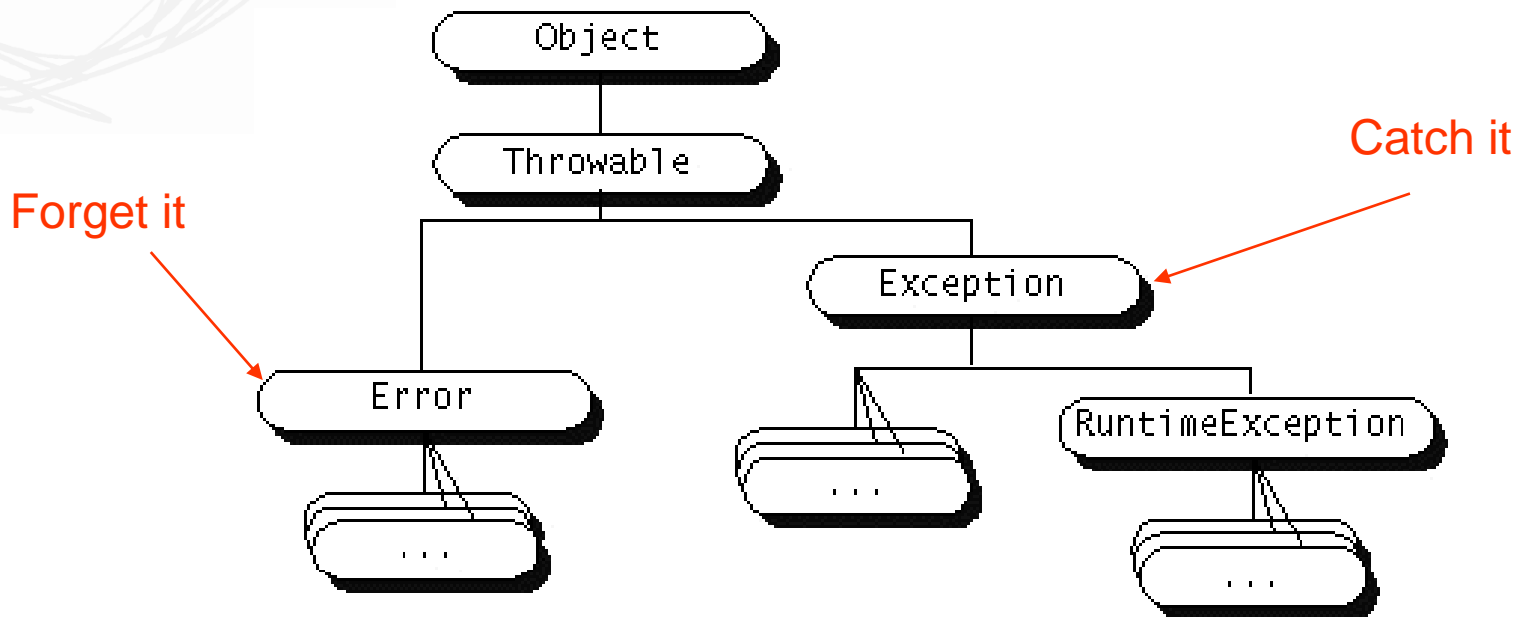 Object
Catch it
Throwable
Forget it
Exception
Error
RuntimeException
...
...
...